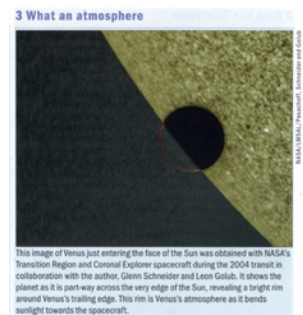 3 What an atmosphere
NASA/LMSAL/Pasachoff, Schneider and Golub
This image of Venus just entering the face of the Sun was obtained with NASA's
Transition Region and Coronal Explorer spacecraft during the 2004 transit in
collaboration with the author, Glenn Schneider and Leon Golub. It shows the
planet as it is part-way across the very edge of the Sun, revealing a bright rim
around Venus's trailing edge. This rim is Venus's atmosphere as it bends
sunlight towards the spacecraft.